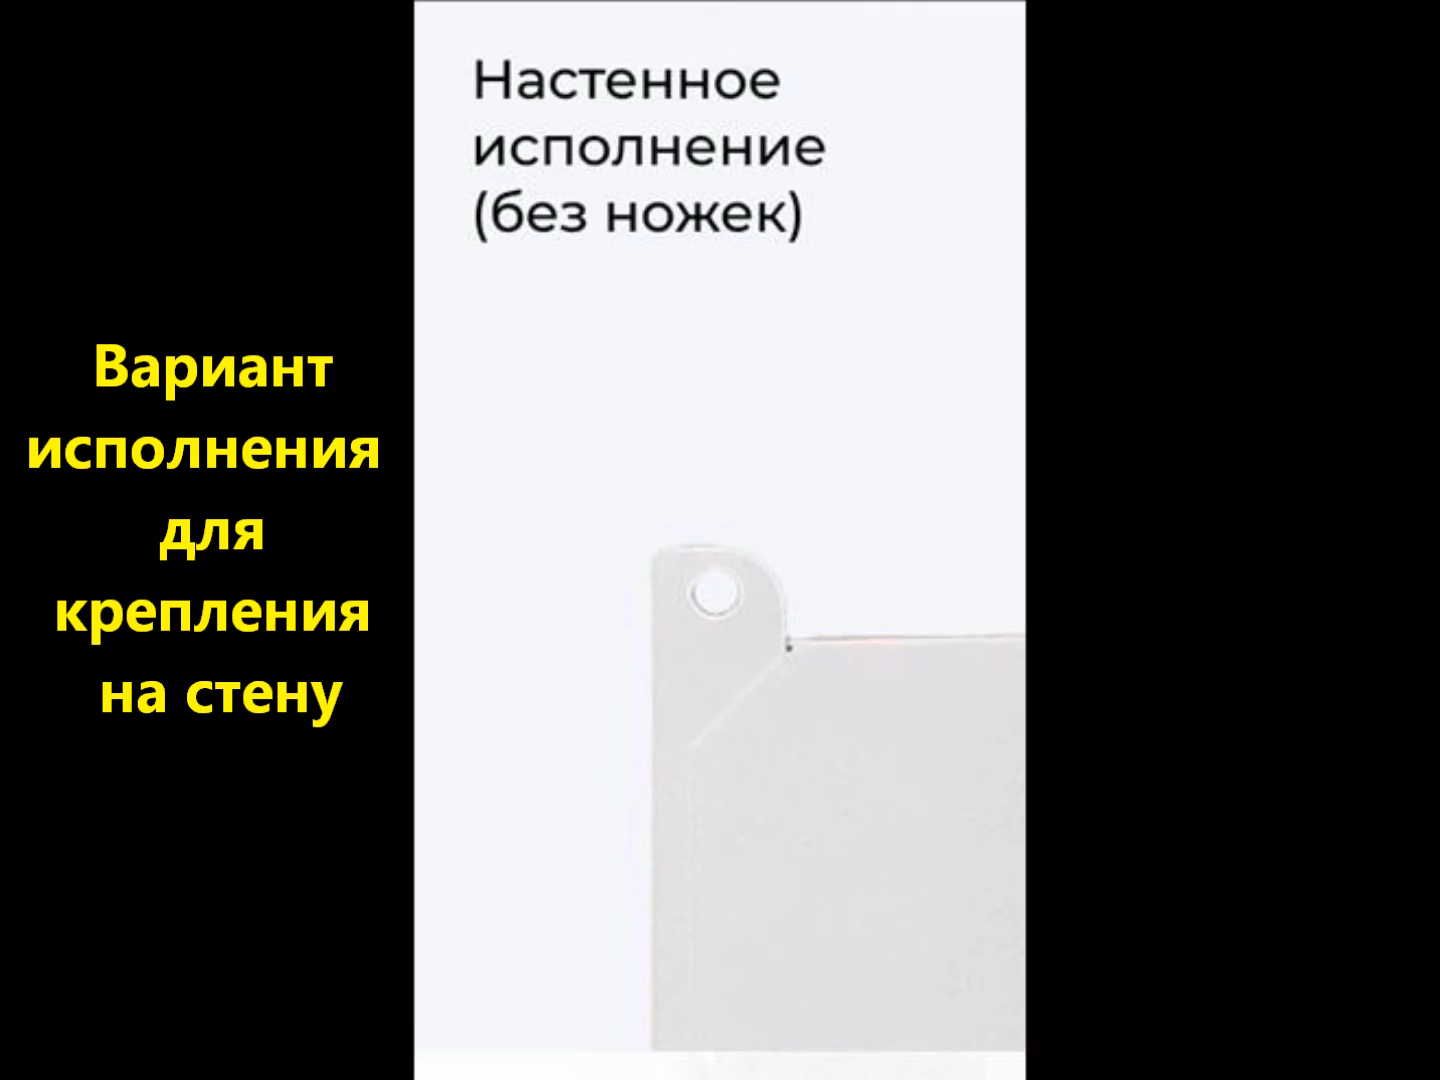 Настенное
исполнение
(без ножек)
Вариант
исполнения
для
крепления
на стену